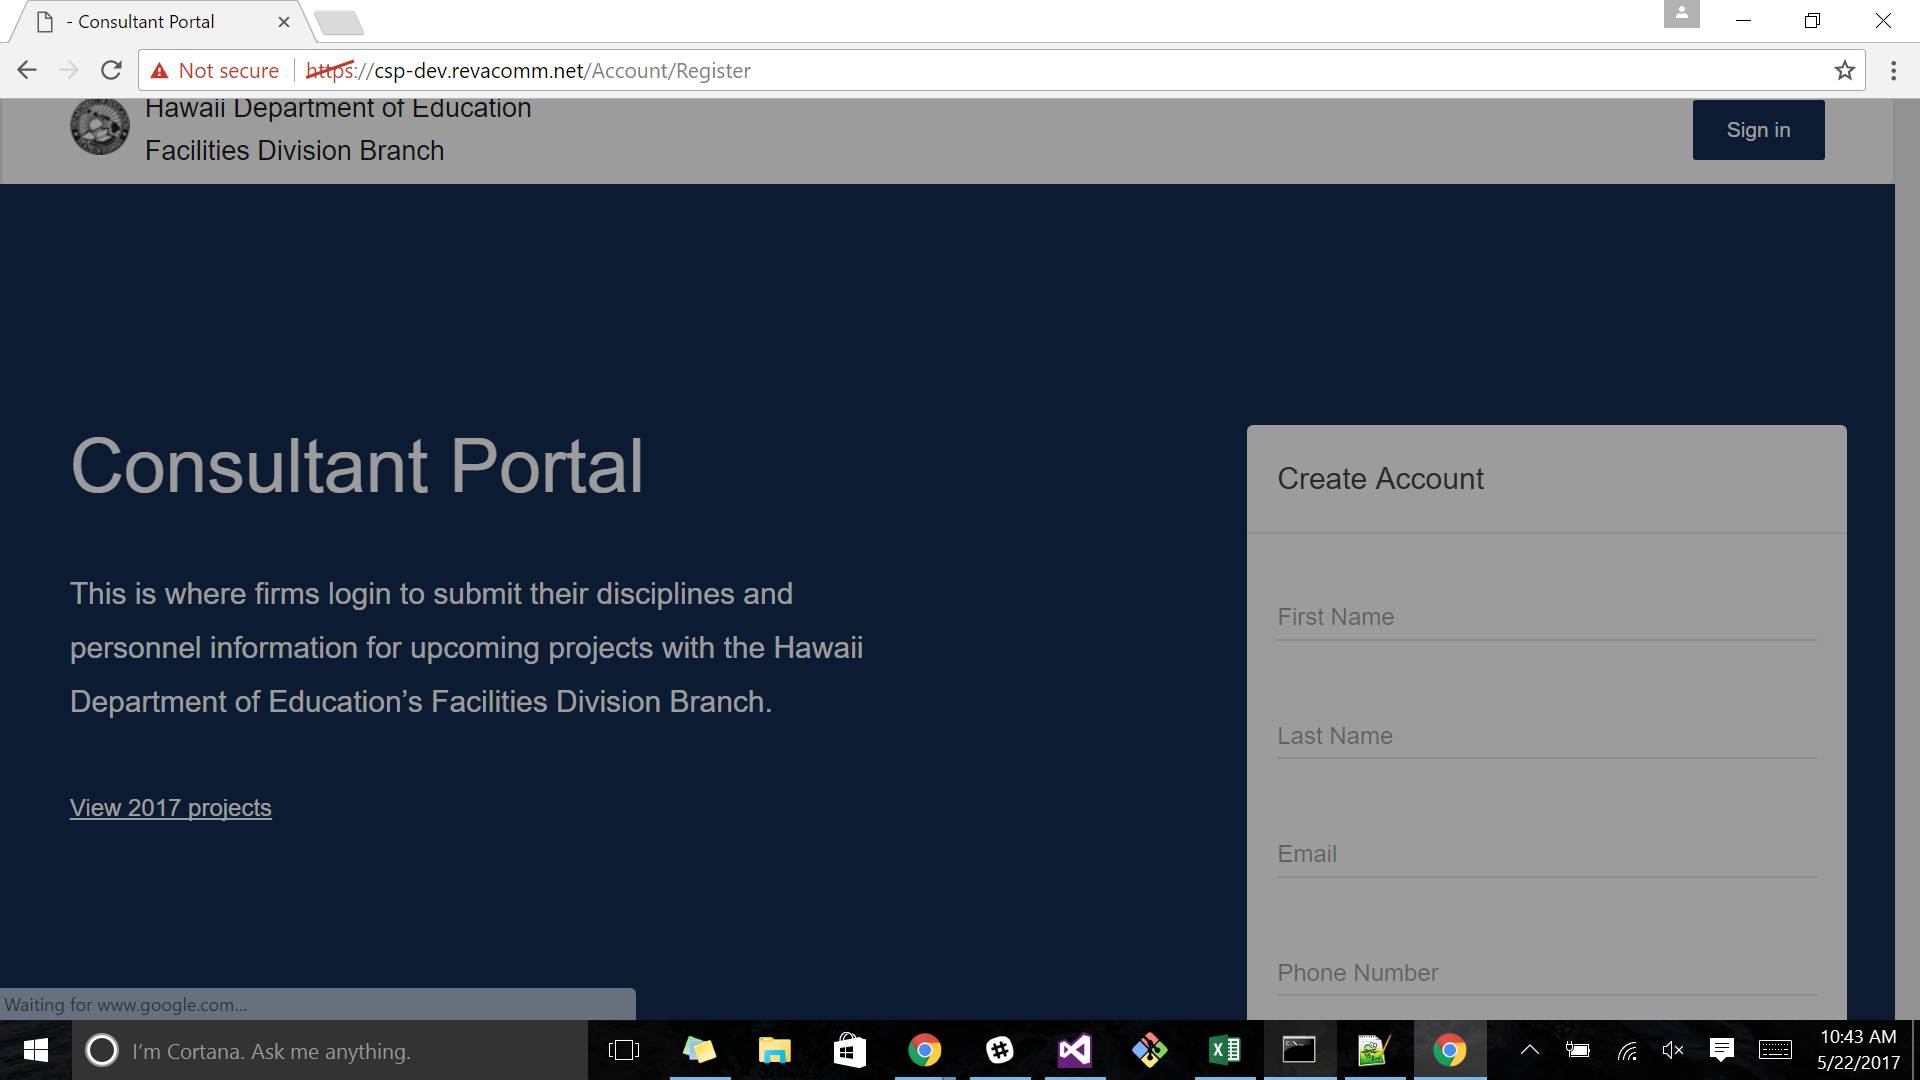 - Consultant Portal
Not secure
https://csp-dev.revacomm.net/Account/Register
Hawaii Department of Education
Facilities Division Branch
Sign in
Consultant Portal
This is where firms login to submit their disciplines and
personnel information for upcoming projects with the Hawaii
Department of Education’s Facilities Division Branch.
View 2017 projects
Create Account
First Name
Last Name
Email
Phone Number
Waiting for www.google.com...
I'm Cortana. Ask me anything.
10:43 AM
5/22/2017